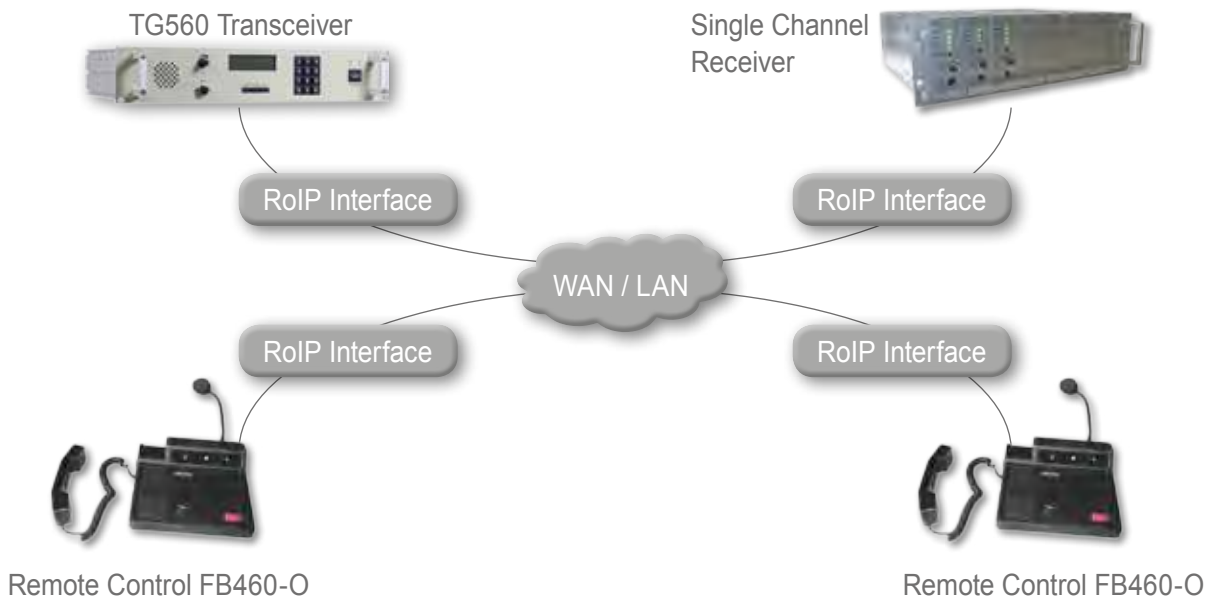 TG560 Transceiver
Single Channel
Receiver
RoIP Interface
RoIP Interface
WAN / LAN
RoIP Interface
RoIP Interface
Remote Control FB460-O
Remote Control FB460-O